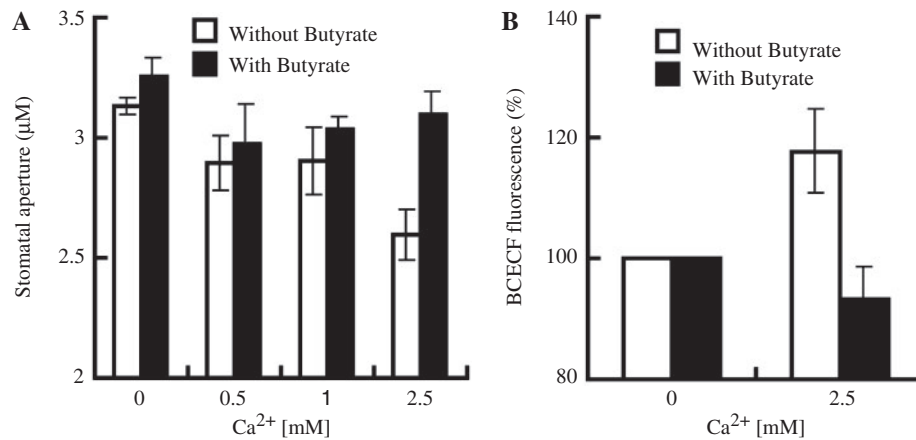 A
Stomatal aperture (μM)
3.5
3
2.5
2
Without Butyrate
With Butyrate
0 0.5 1 2.5
Ca²⁺ [mM]
B
BCECF fluorescence (%)
140
120
100
80
Without Butyrate
With Butyrate
0 2.5
Ca²⁺ [mM]